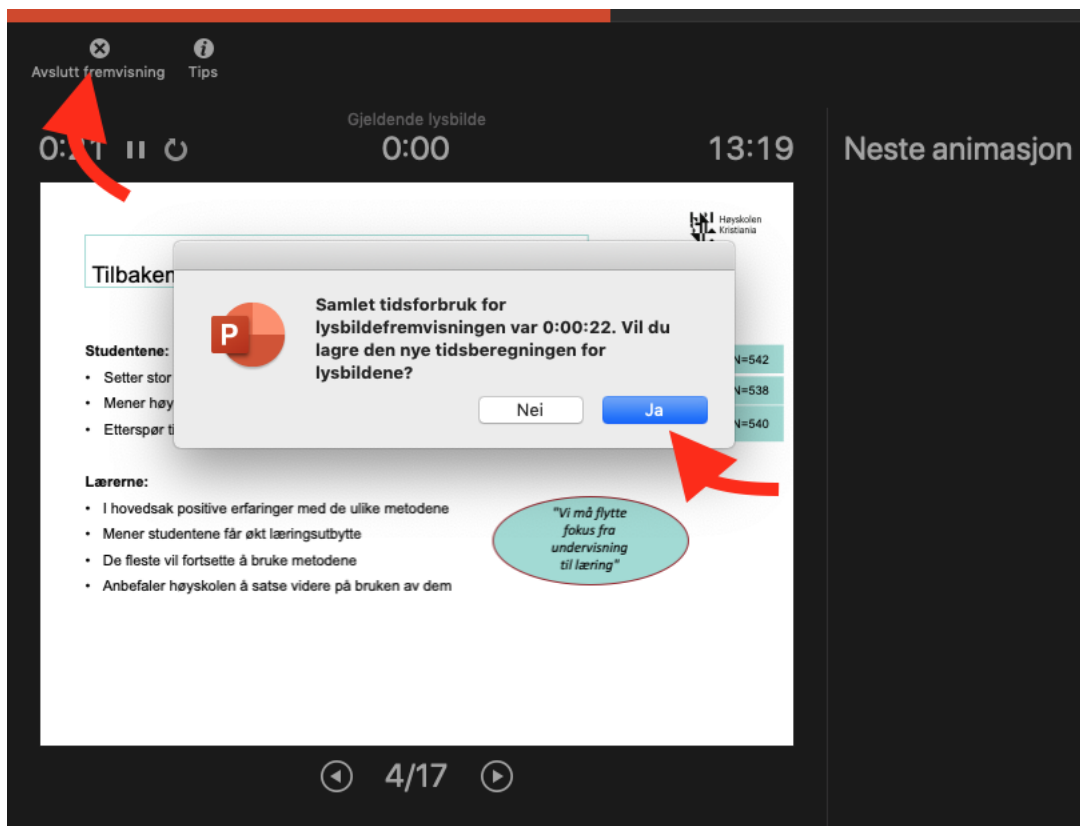 Avslutt fremvisning Tips
Gjeldende lysbilde
0:21 0:00 13:19 Neste animasjon
Høyskolen
Kristiania
Studentene:
• Setter stor
• Mener høy
• Etterspør
Samlet tidsforbruk for
lysbildefremvisningen var 0:00:22. Vil du
lagre den nye tidsberegningen for
lysbildene?
P
Nei Ja
N=542
N=538
N=540
Lærerne:
• I hovedsak positive erfaringer med de ulike metodene
• Mener studentene får økt læringsutbytte
• De fleste vil fortsette å bruke metodene
• Anbefaler høyskolen å satse videre på bruken av dem
"Vi må flytte
fokus fra
undervisning
til læring"
4/17